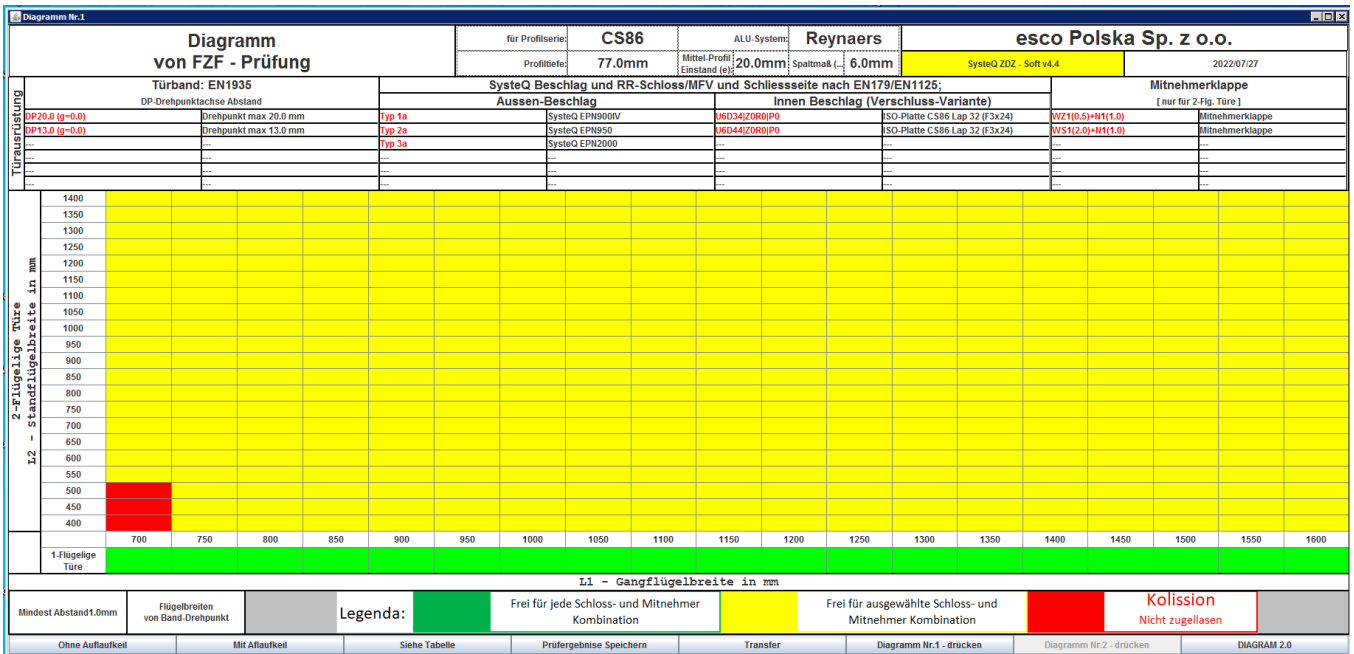 Diagramm Nr.1
Diagramm
von FZF - Prüfung
für Profilserie: CS86 ALU-System: Reynaers
Profiltiefe: 77.0mm Mittel-Profil Einstand (e): 20.0mm Spaltmaß (... 6.0mm
esco Polska Sp. z o.o.
SysteQ ZDZ - Soft v4.4 2022/07/27
Türausrüstung
Türband: EN1935
DP-Drehpunktachse Abstand
SysteQ Beschlag und RR-Schloss/MFV und Schliessseite nach EN179/EN1125;
Aussen-Beschlag Innen Beschlag (Verschluss-Variante)
Mitnehmerklappe
[ nur für 2-Flg. Türe ]
DP20.0 (g=0.0) Drehpunkt max 20.0 mm Typ 1a SysteQ EPN900IV U6D34|Z0R0|P0 ISO-Platte CS86 Lap 32 (F3x24) WZ1(0.5)+N1(1.0) Mitnehmerklappe
DP13.0 (g=0.0) Drehpunkt max 13.0 mm Typ 2a SysteQ EPN950 U6D44|Z0R0|P0 ISO-Platte CS86 Lap 32 (F3x24) WS1(2.0)+N1(1.0) Mitnehmerklappe
--- --- Typ 3a SysteQ EPN2000 --- --- --- ---
--- --- --- --- --- --- --- ---
--- --- --- --- --- --- --- ---
--- --- --- --- --- --- --- ---
2-Flügelige Türe
L2 - Standflügelbreite in mm
1400
1350
1300
1250
1200
1150
1100
1050
1000
950
900
850
800
750
700
650
600
550
500
450
400
700 750 800 850 900 950 1000 1050 1100 1150 1200 1250 1300 1350 1400 1450 1500 1550 1600
1-Flügelige
Türe
L1 - Gangflügelbreite in mm
Mindest Abstand1.0mm
Flügelbreiten
von Band-Drehpunkt
Legenda:
Frei für jede Schloss- und Mitnehmer
Kombination
Frei für ausgewählte Schloss- und
Mitnehmer Kombination
Kolission
Nicht zugellasen
Ohne Auflaufkeil Mit Aflaufkeil Siehe Tabelle Prüfergebnise Speichern Transfer Diagramm Nr.1 - drücken Diagramm Nr.2 - drücken DIAGRAM 2.0